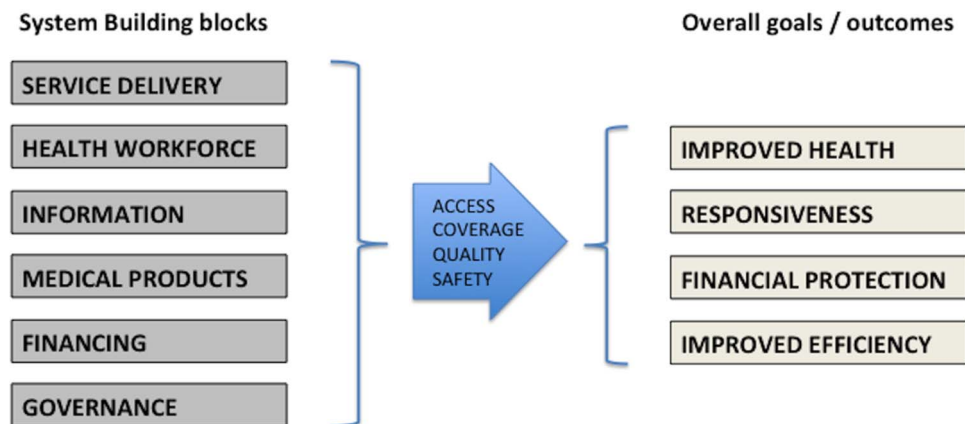 System Building blocks
SERVICE DELIVERY
HEALTH WORKFORCE
INFORMATION
MEDICAL PRODUCTS
FINANCING
GOVERNANCE
ACCESS
COVERAGE
QUALITY
SAFETY
Overall goals / outcomes
IMPROVED HEALTH
RESPONSIVENESS
FINANCIAL PROTECTION
IMPROVED EFFICIENCY